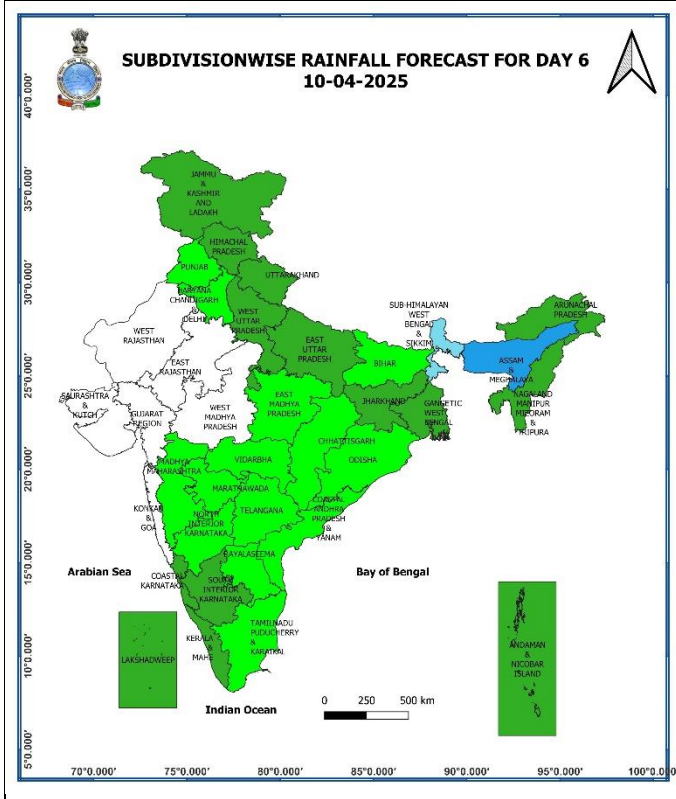 SUBDIVISIONWISE RAINFALL FORECAST FOR DAY 6
10-04-2025
40°0.000'
35°0.000'
30°0.000'
25°0.000'
20°0.000'
15°0.000'
10°0.000'
5°0.000'
JAMMU
&
KASHMIR
AND
LADAKH
HIMACHAL
PRADESH
PUNJAB
UTTARAKHAND
HARYANA
CHANDIGARH
&
DELHI
WEST
UTTAR
PRADESH
SUB-HIMALAYAN
WEST
BENGAL
&
SIKKIM
ARUNACHAL
PRADESH
WEST
RAJASTHAN
EAST
RAJASTHAN
EAST
UTTAR
PRADESH
BIHAR
ASSAM
&
MEGHALAYA
NAGALAND
MANIPUR
MIZORAM
&
TRIPURA
SAURASHTRA
&
KUTCH
GUJARAT
REGION
WEST
MADHYA
PRADESH
EAST
MADHYA
PRADESH
JHARKHAND
GANGETIC
WEST
BENGAL
CHHATTISGARH
ODISHA
MADHYA
MAHARASHTRA
VIDARBHA
MARATHWADA
KONKAN
&
GOA
NORTH
INTERIOR
KARNATAKA
TELANGANA
COASTAL
ANDHRA
PRADESH
&
YANAM
RAYALASEEMA
Arabian Sea
COASTAL
KARNATAKA
SOUTH
INTERIOR
KARNATAKA
Bay of Bengal
TAMILNADU
PUDUCHERRY
&
KARAIKAL
KERALA
&
MAHE
LAKSHADWEEP
ANDAMAN
&
NICOBAR
ISLAND
Indian Ocean
0 250 500 km
70°0.000' 75°0.000' 80°0.000' 85°0.000' 90°0.000' 95°0.000' 100°0.000'